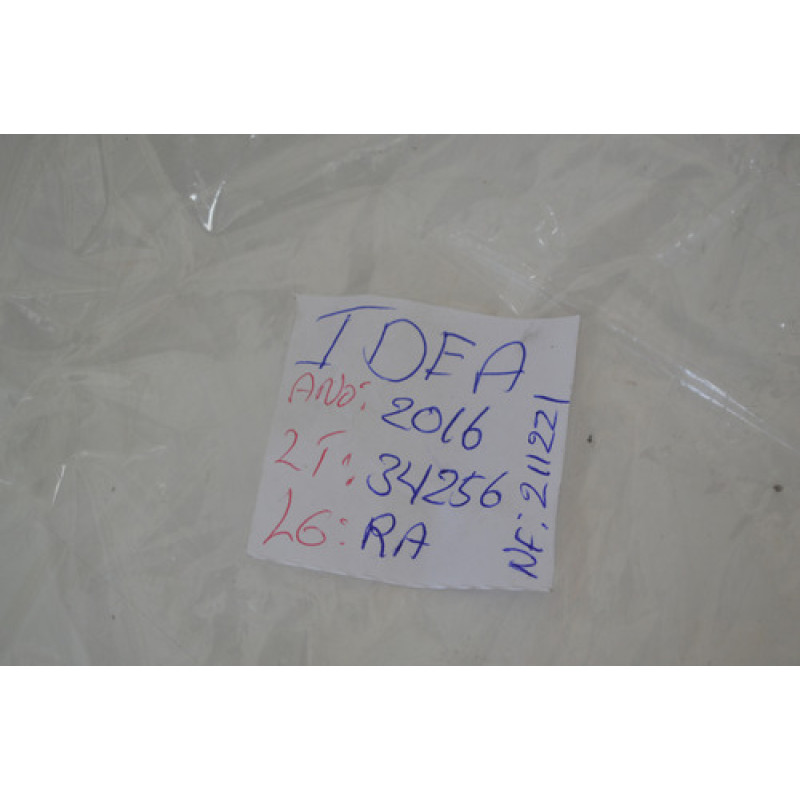 IDEA
ANO: 2016
LT: 34256
LG: RA
NF: 211221